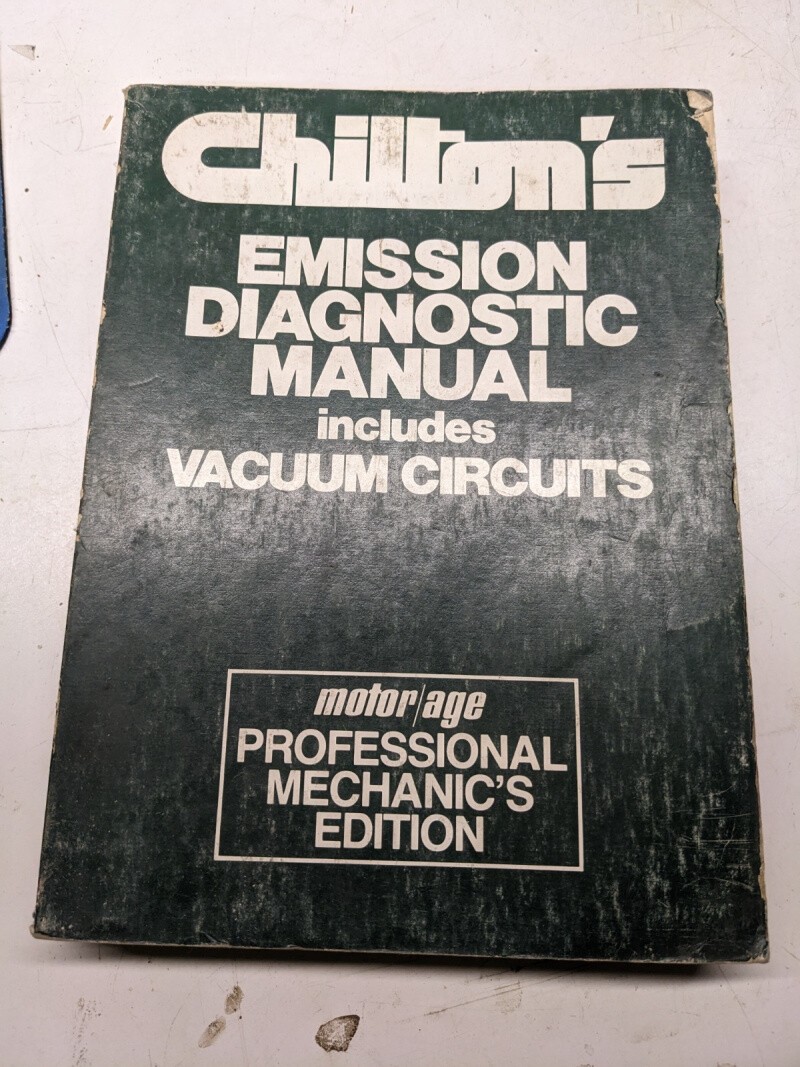 Chilton's
EMISSION
DIAGNOSTIC
MANUAL
includes
VACUUM CIRCUITS
motor/age
PROFESSIONAL
MECHANIC'S
EDITION